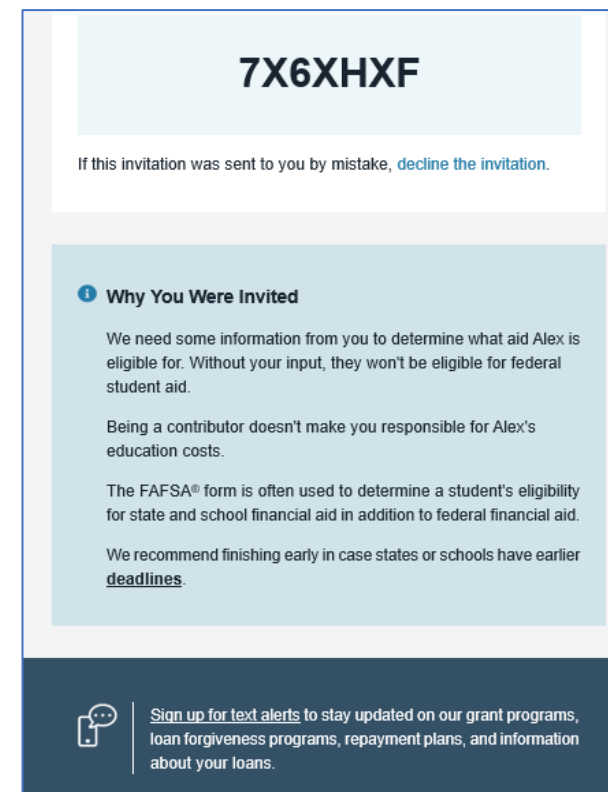 7X6XHXF
If this invitation was sent to you by mistake, decline the invitation.
Why You Were Invited
We need some information from you to determine what aid Alex is
eligible for. Without your input, they won't be eligible for federal
student aid.
Being a contributor doesn't make you responsible for Alex's
education costs.
The FAFSA® form is often used to determine a student's eligibility
for state and school financial aid in addition to federal financial aid.
We recommend finishing early in case states or schools have earlier
deadlines.
Sign up for text alerts to stay updated on our grant programs,
loan forgiveness programs, repayment plans, and information
about your loans.